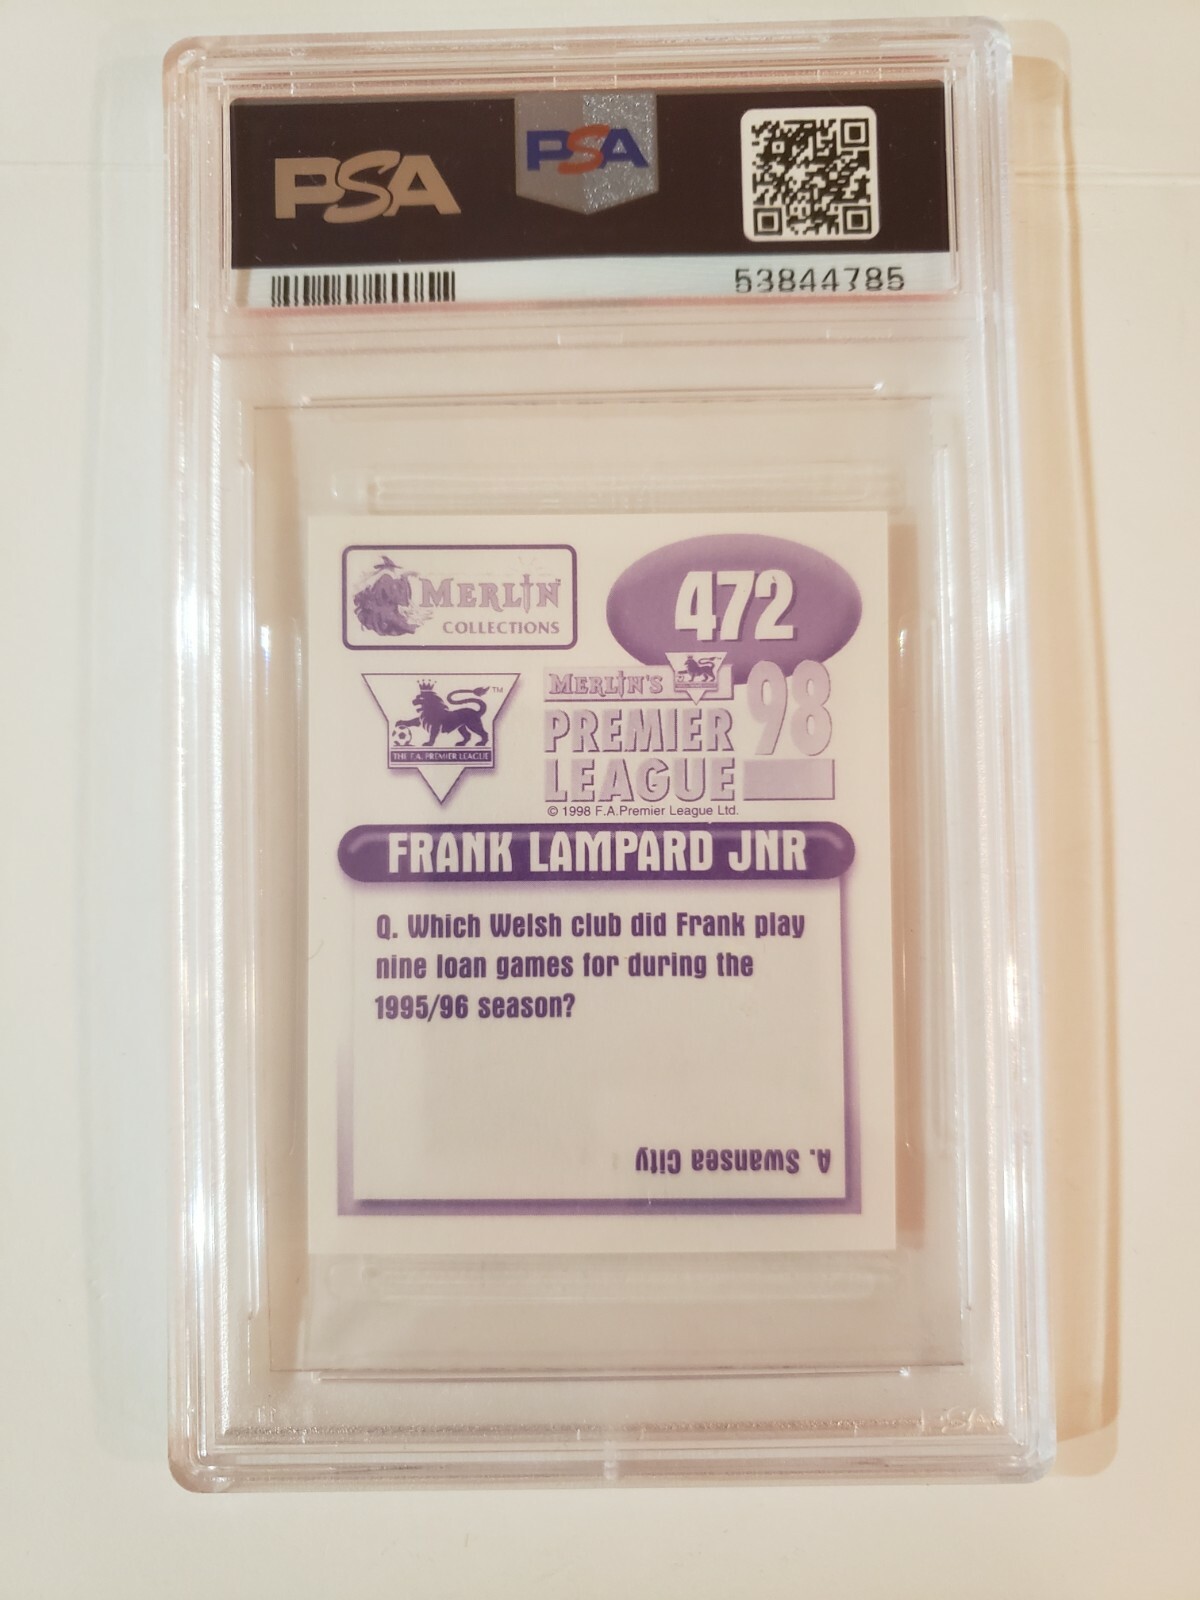 PSA
PSA
53844785
MERLIN
COLLECTIONS
472
™
THE F.A. PREMIER LEAGUE
MERLIN'S
PREMIER
LEAGUE
98
© 1998 F.A.Premier League Ltd.
FRANK LAMPARD JNR
Q. Which Welsh club did Frank play
nine loan games for during the
1995/96 season?
A. Swansea City